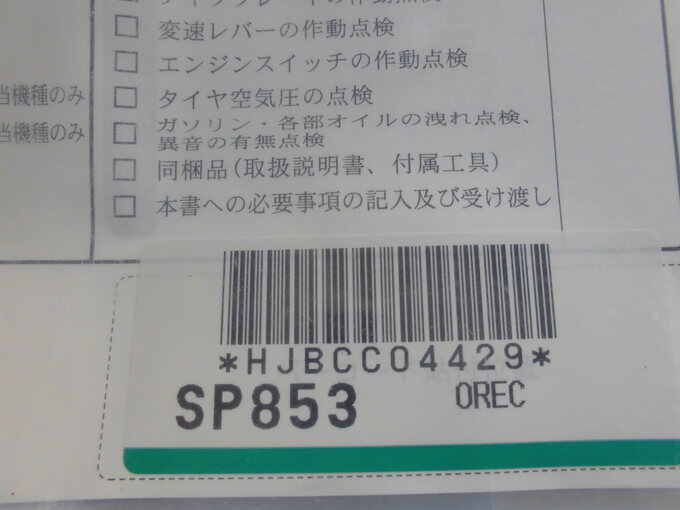 変速レバーの作動点検
エンジンスイッチの作動点検
当機種のみ
タイヤ空気圧の点検
当機種のみ
ガソリン・各部オイルの洩れ点検、
異音の有無点検
同梱品(取扱説明書、付属工具)
本書への必要事項の記入及び受け渡し
*HJBCC04429*
SP853
OREC